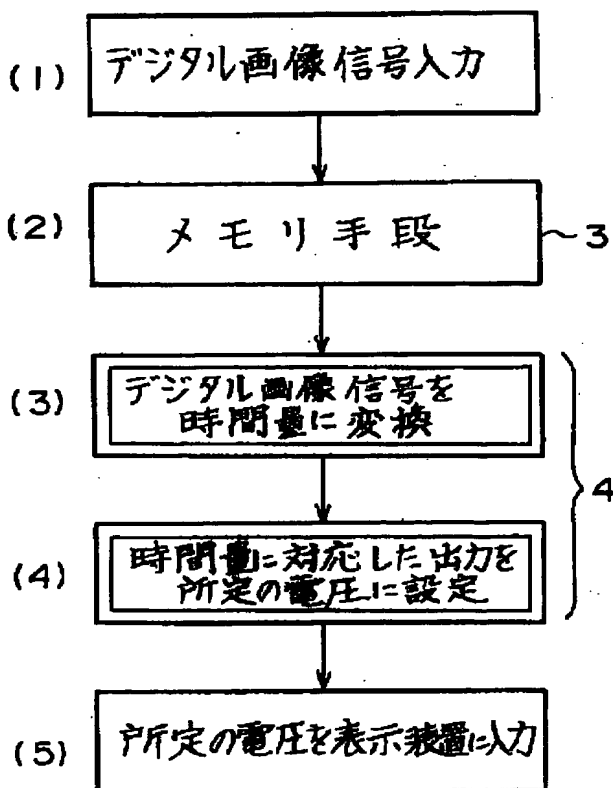 (1) デジタル画像信号入力
(2) メモリ手段 ~3
(3) デジタル画像信号を
時間量に変換
4
(4) 時間量に対応した出力を
所定の電圧に設定
(5) 所定の電圧を表示装置に入力